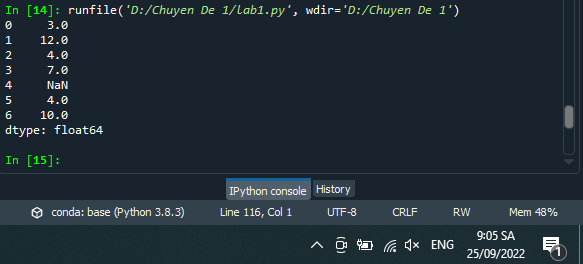 In [14]: runfile('D:/Chuyen De 1/lab1.py', wdir='D:/Chuyen De 1')
0     3.0
1    12.0
2     4.0
3     7.0
4     NaN
5     4.0
6    10.0
dtype: float64
In [15]:
IPython console History
conda: base (Python 3.8.3) Line 116, Col 1 UTF-8 CRLF RW Mem 48%
ENG 9:05 SA
25/09/2022 1